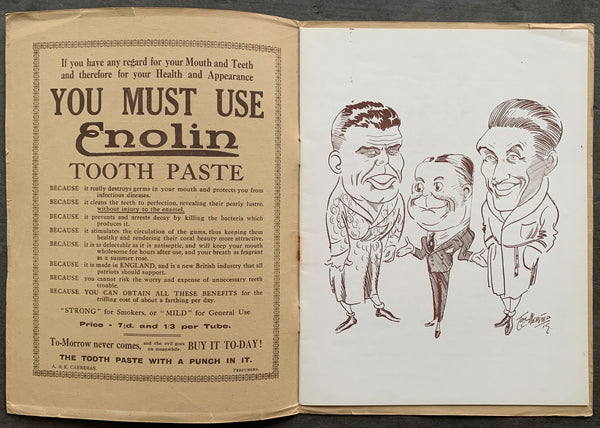 If you have any regard for your Mouth and Teeth
and therefore for your Health and Appearance
YOU MUST USE
Enolin
TOOTH PASTE
BECAUSE it really destroys germs in your mouth and protects you from
infectious diseases.
BECAUSE it cleans the teeth to perfection, revealing their pearly lustre,
without injury to the enamel.
BECAUSE it prevents and arrests decay by killing the bacteria which
produces it.
BECAUSE it stimulates the circulation of the gums, thus keeping them
healthy and rendering their coral beauty more attractive.
BECAUSE it is as delectable as it is antiseptic, and will keep your mouth
wholesome for hours after use, and your breath as fragrant
as a summer rose.
BECAUSE it is made in ENGLAND, and is a new British industry that all
patriots should support.
BECAUSE you cannot risk the worry and expense of unnecessary teeth
trouble.
BECAUSE YOU CAN OBTAIN ALL THESE BENEFITS for the
trifling cost of about a farthing per day.
"STRONG" for Smokers, or "MILD" for General Use
Price - 7½d. and 1/3 per Tube.
To-Morrow never comes, and the evil goes on meanwhile. BUY IT TO-DAY!
THE TOOTH PASTE WITH A PUNCH IN IT.
A. & E. CARRERAS. PERFUMERS.